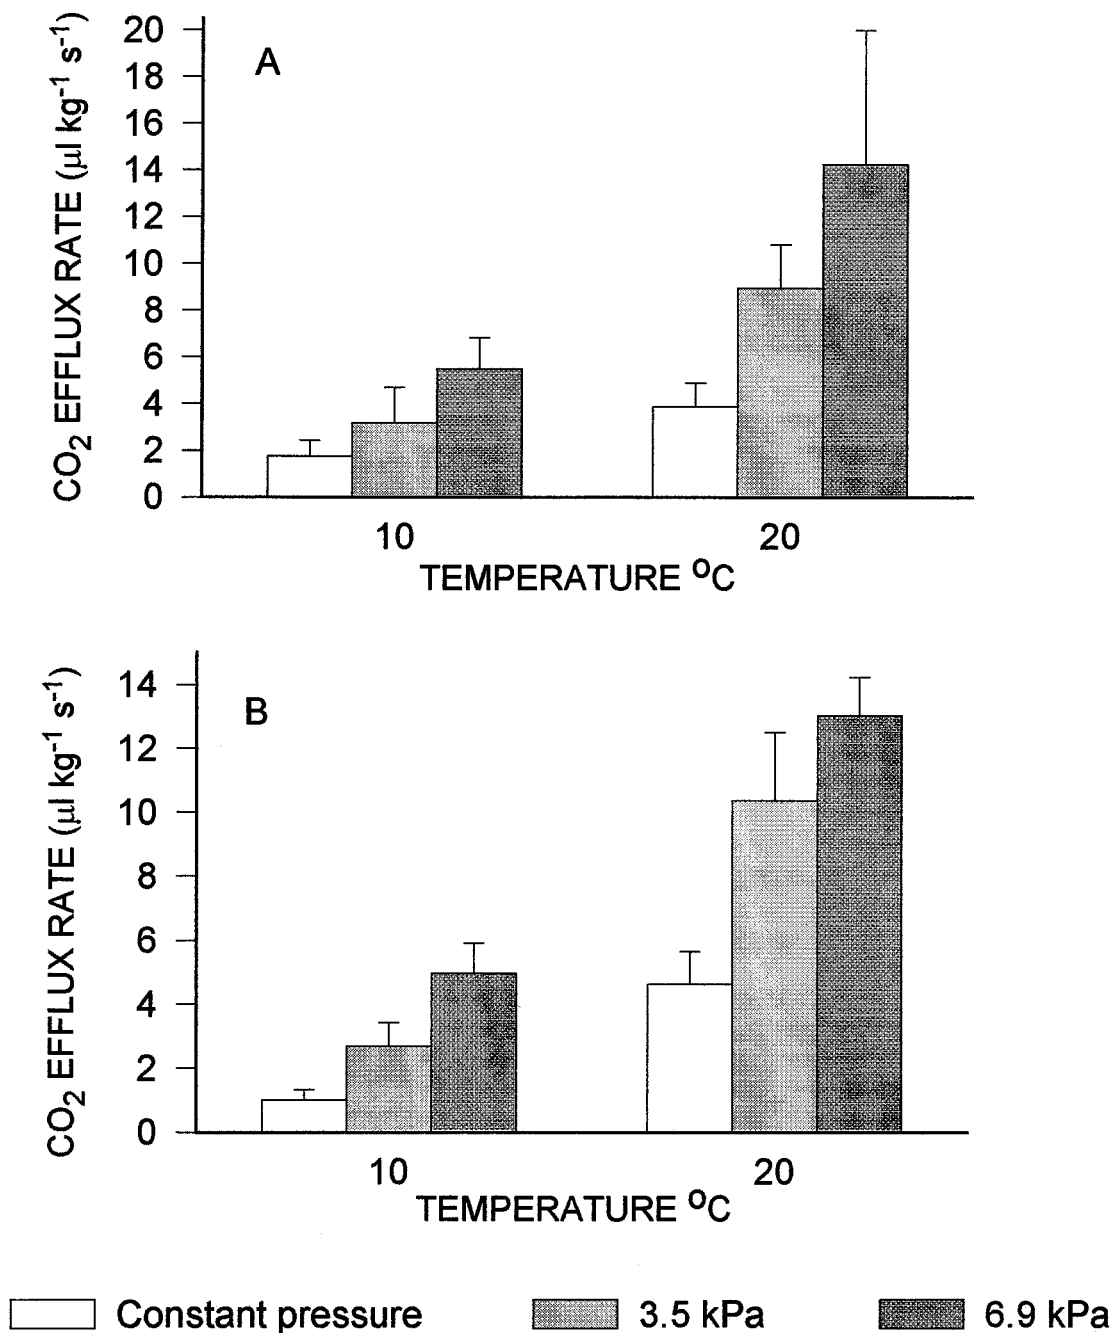 CO2 EFFLUX RATE (µl kg-1 s-1)
20
18
16
14
12
10
8
6
4
2
0
A
10
20
TEMPERATURE ºC
CO2 EFFLUX RATE (µl kg-1 s-1)
14
12
10
8
6
4
2
0
B
10
20
TEMPERATURE ºC
Constant pressure
3.5 kPa
6.9 kPa